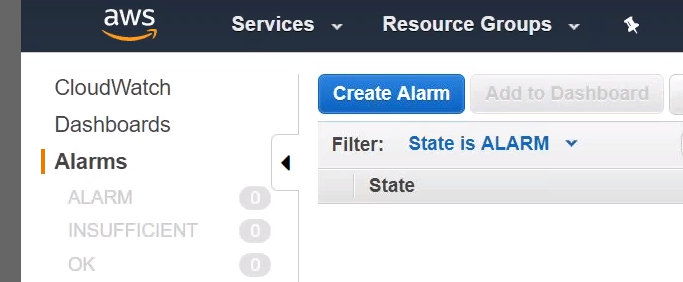 aws Services Resource Groups
CloudWatch
Dashboards
Alarms
ALARM 0
INSUFFICIENT 0
OK 0
Create Alarm Add to Dashboard
Filter: State is ALARM
State